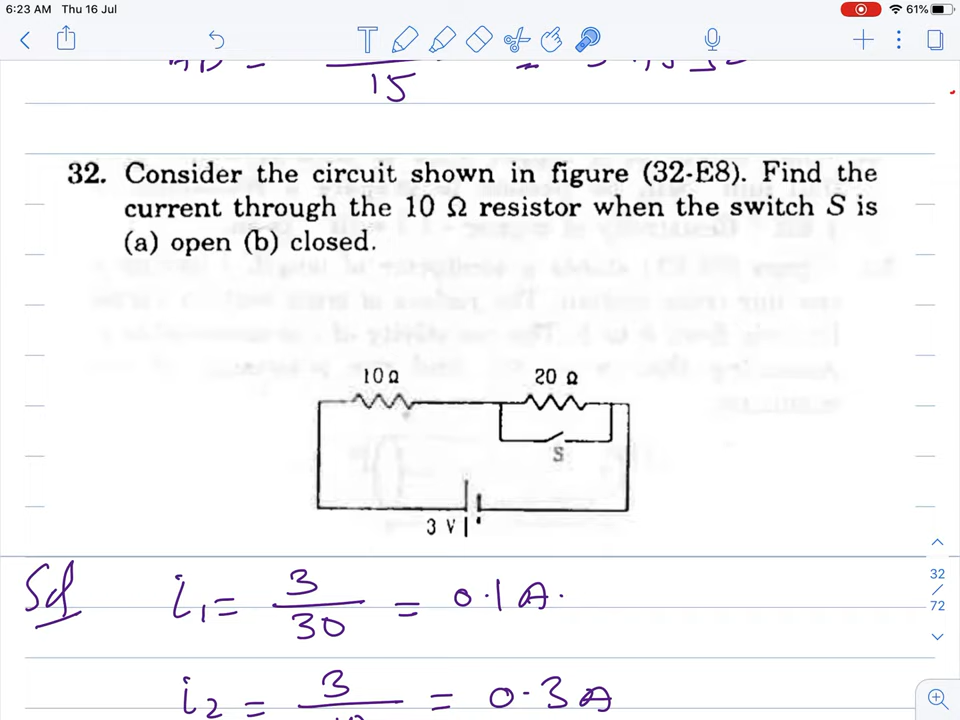 6:23 AM Thu 16 Jul
61%
15
32. Consider the circuit shown in figure (32-E8). Find the
current through the 10 Ω resistor when the switch S is
(a) open (b) closed.
10 Ω
20 Ω
S
3 V
Sol i₁ = 3/30 = 0.1 A.
i₂ = 3/ = 0.3 A
32
/
72